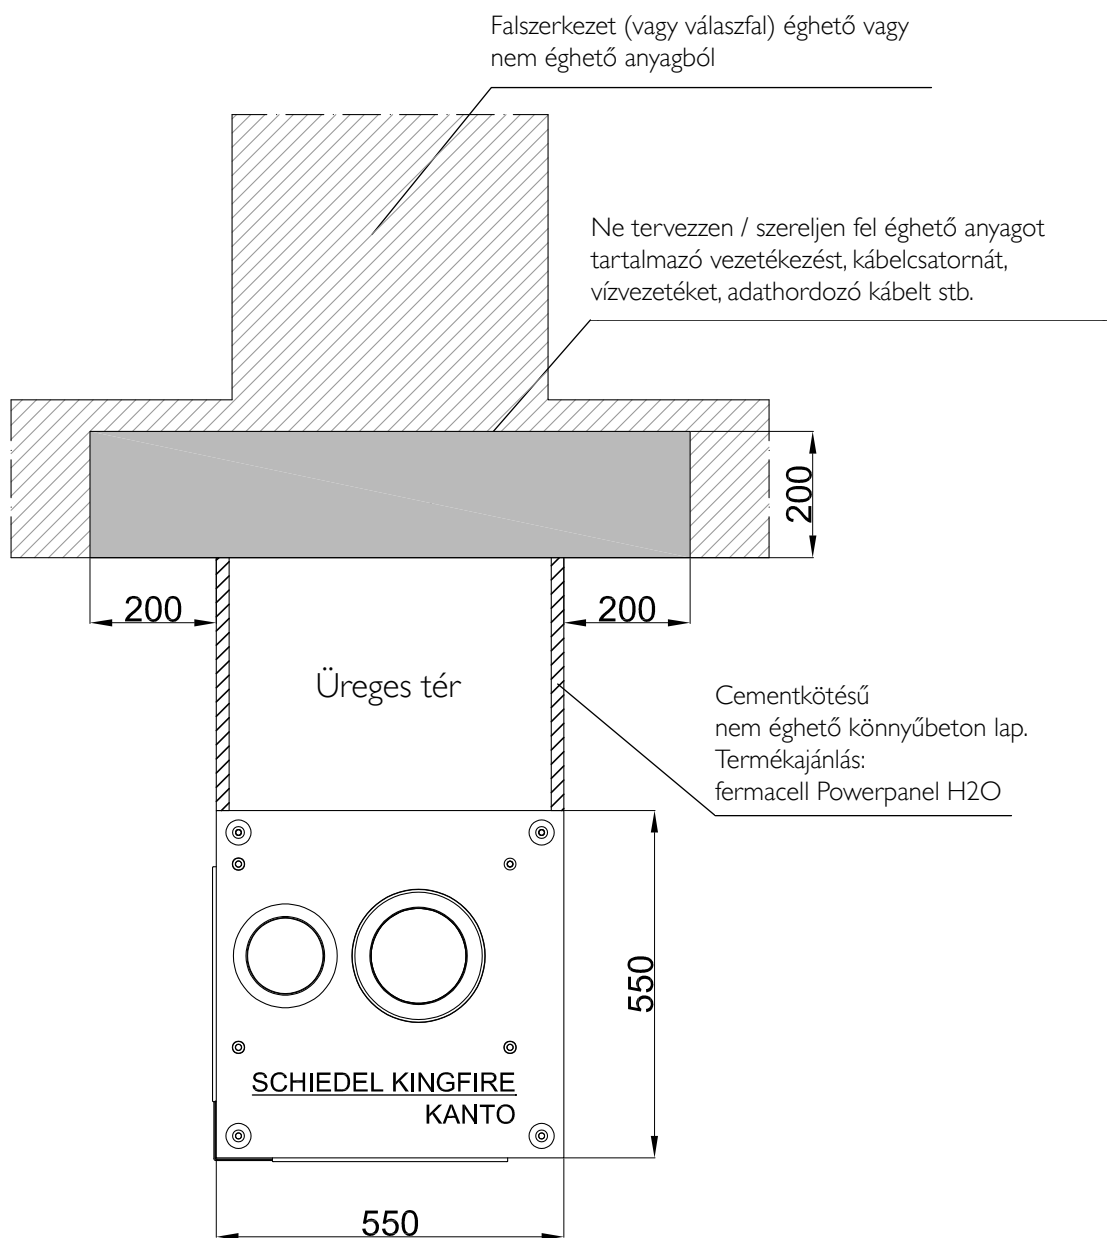 Falszerkezet (vagy válaszfal) éghető vagy
nem éghető anyagból
Ne tervezzen / szereljen fel éghető anyagot
tartalmazó vezetékezést, kábelcsatornát,
vízvezetéket, adathordozó kábelt stb.
200
200
200
Üreges tér
Cementkötésű
nem éghető könnyűbeton lap.
Termékajánlás:
fermacell Powerpanel H2O
550
SCHIEDEL KINGFIRE
KANTO
550